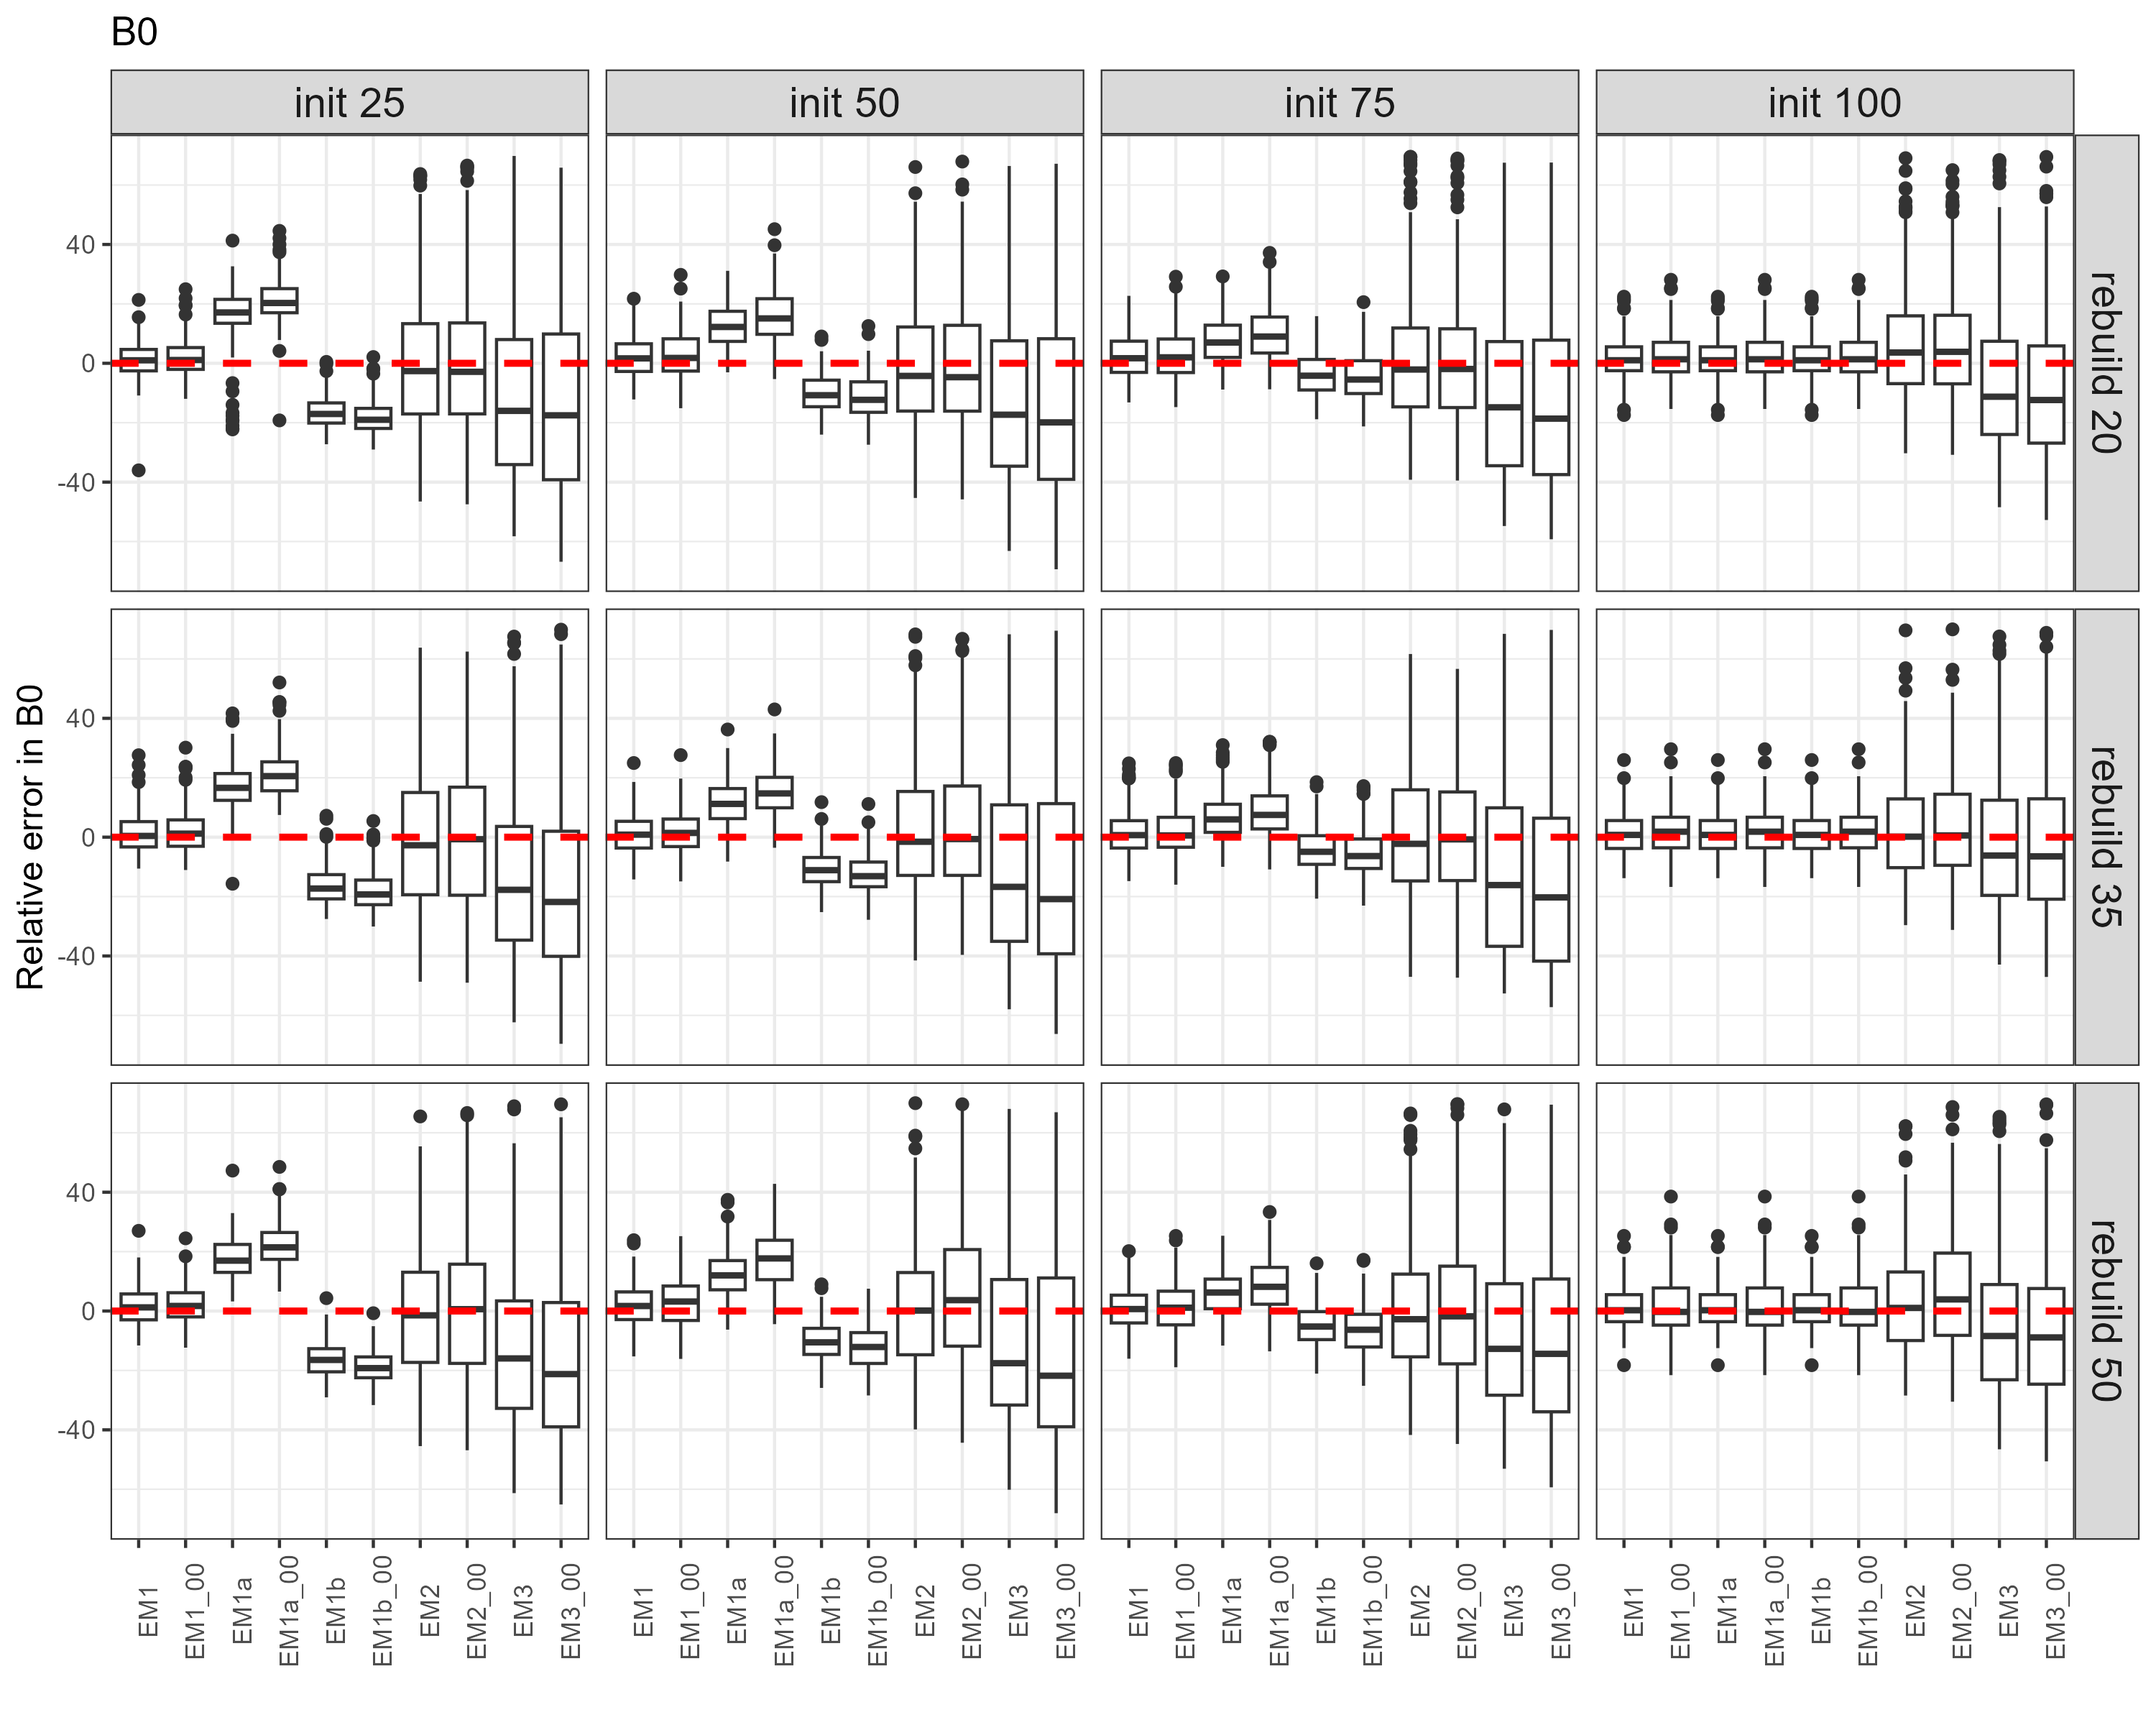 B0
init 25
init 50
init 75
init 100
40
0
-40
rebuild 20
40
0
-40
rebuild 35
40
0
-40
rebuild 50
Relative error in B0
EM1 EM1_00 EM1a EM1a_00 EM1b EM1b_00 EM2 EM2_00 EM3 EM3_00
EM1 EM1_00 EM1a EM1a_00 EM1b EM1b_00 EM2 EM2_00 EM3 EM3_00
EM1 EM1_00 EM1a EM1a_00 EM1b EM1b_00 EM2 EM2_00 EM3 EM3_00
EM1 EM1_00 EM1a EM1a_00 EM1b EM1b_00 EM2 EM2_00 EM3 EM3_00